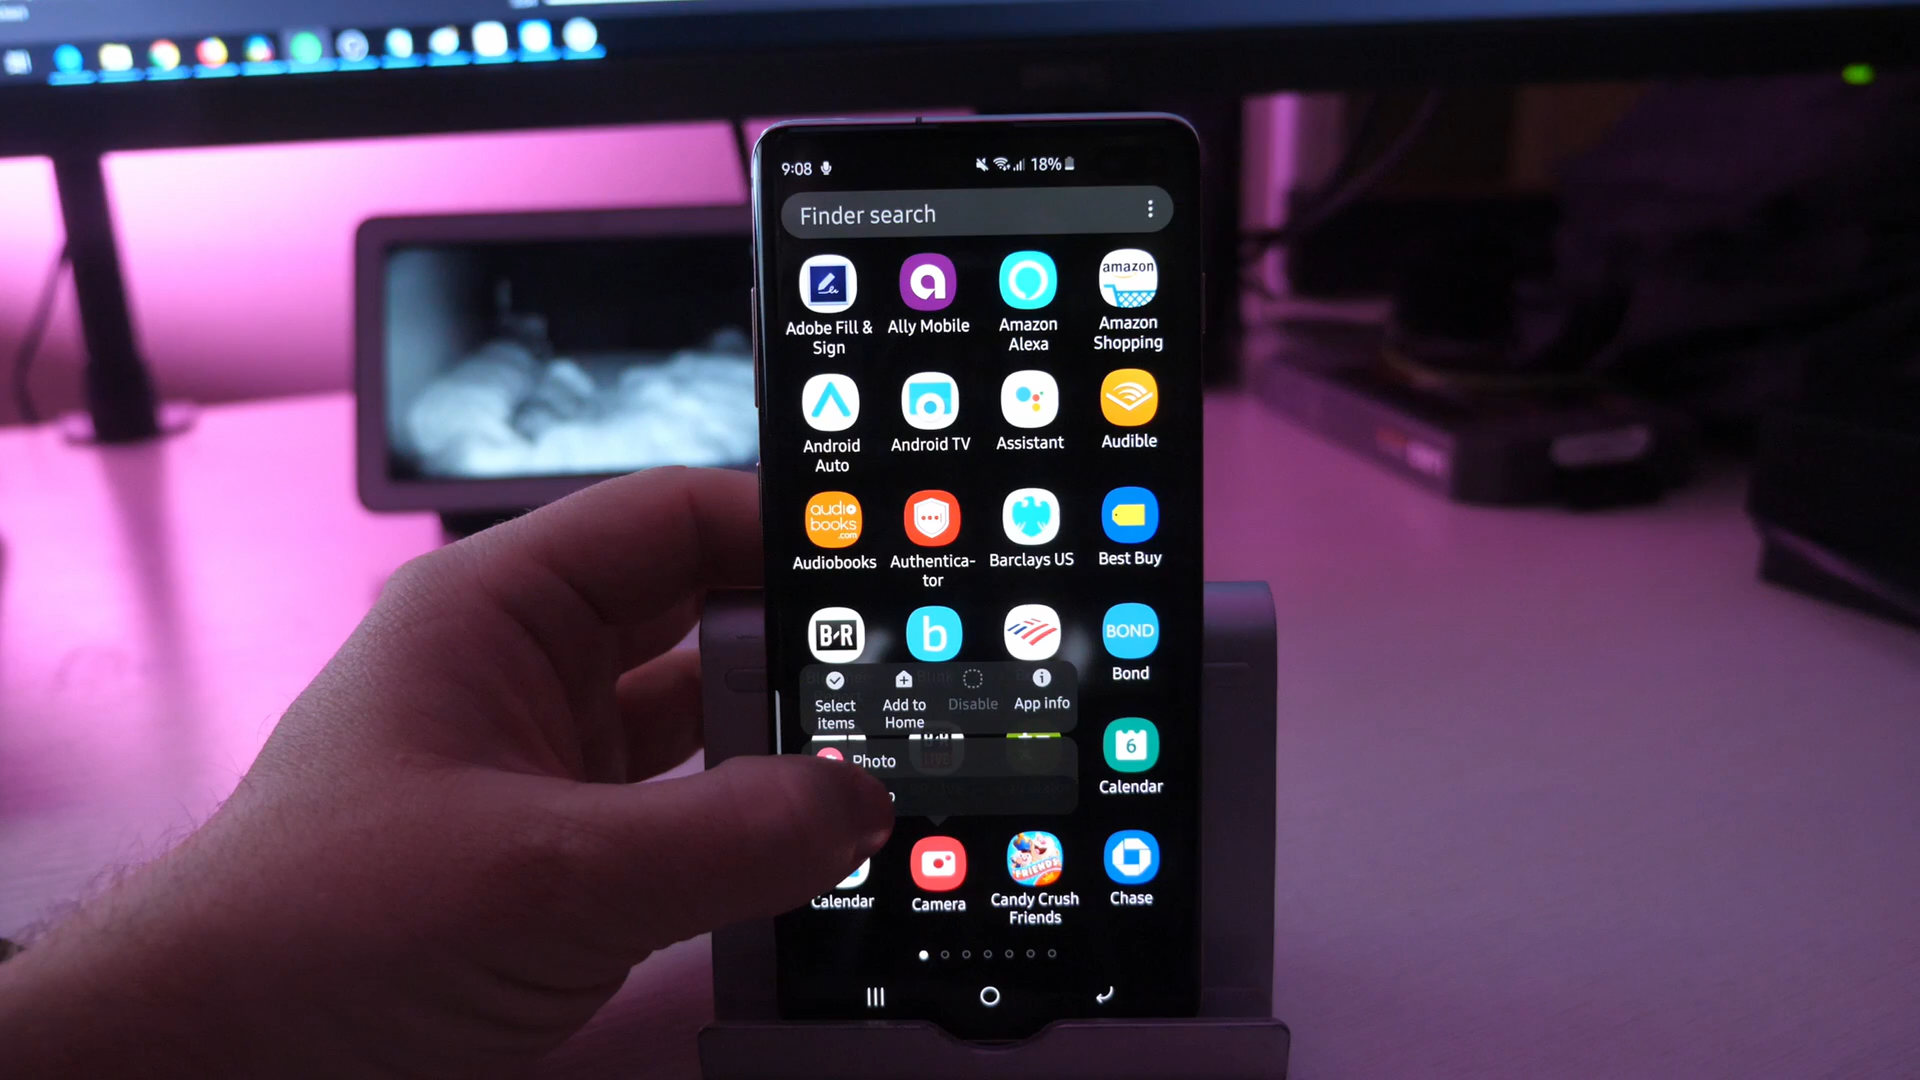 9:08 18%
Finder search
amazon
Adobe Fill & Ally Mobile Amazon Amazon
Sign Alexa Shopping
Android Android TV Assistant Audible
Auto
audio
books
.com
Audiobooks Authentica- Barclays US Best Buy
tor
B/R b BOND
Bond
Select Add to Disable App info
items Home
Photo
6
Calendar
FRIENDS
Calendar Camera Candy Crush Chase
Friends